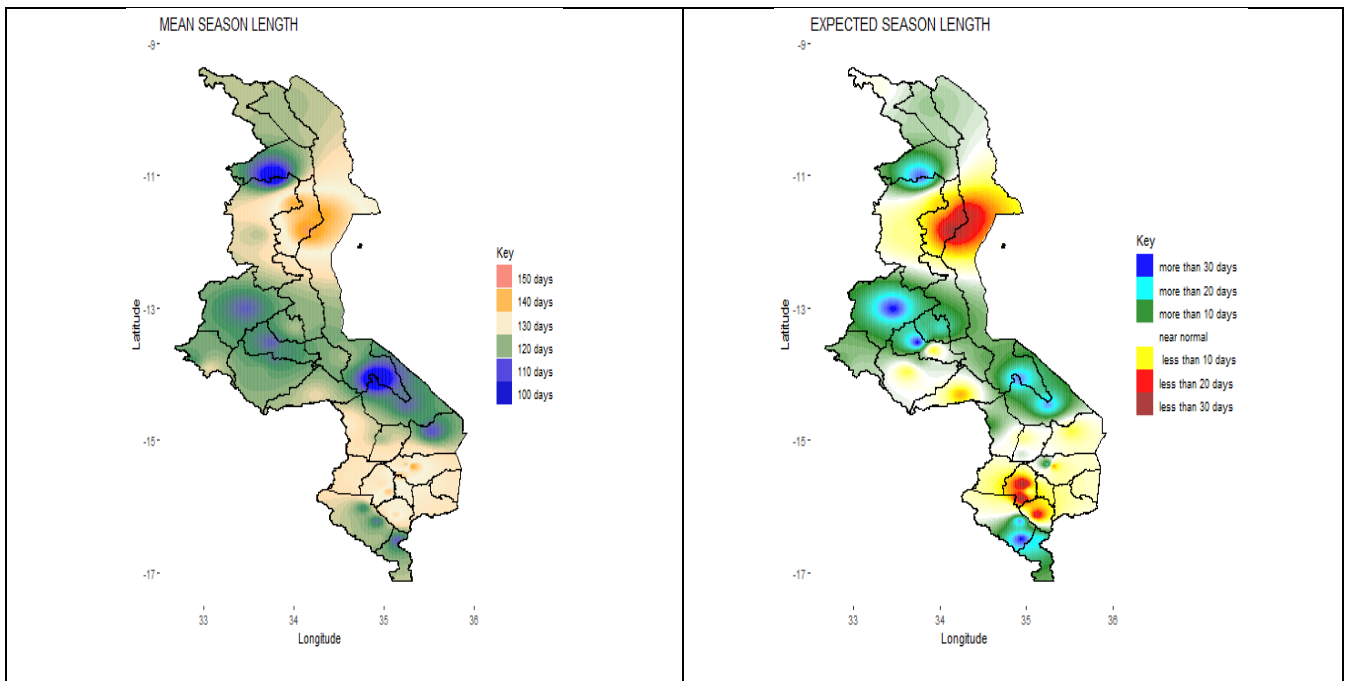 MEAN SEASON LENGTH
-9
-11
-13
-15
-17
Latitude
33
34
35
36
Longitude
Key
150 days
140 days
130 days
120 days
110 days
100 days
EXPECTED SEASON LENGTH
-9
-11
-13
-15
-17
Latitude
33
34
35
36
Longitude
Key
more than 30 days
more than 20 days
more than 10 days
near normal
less than 10 days
less than 20 days
less than 30 days